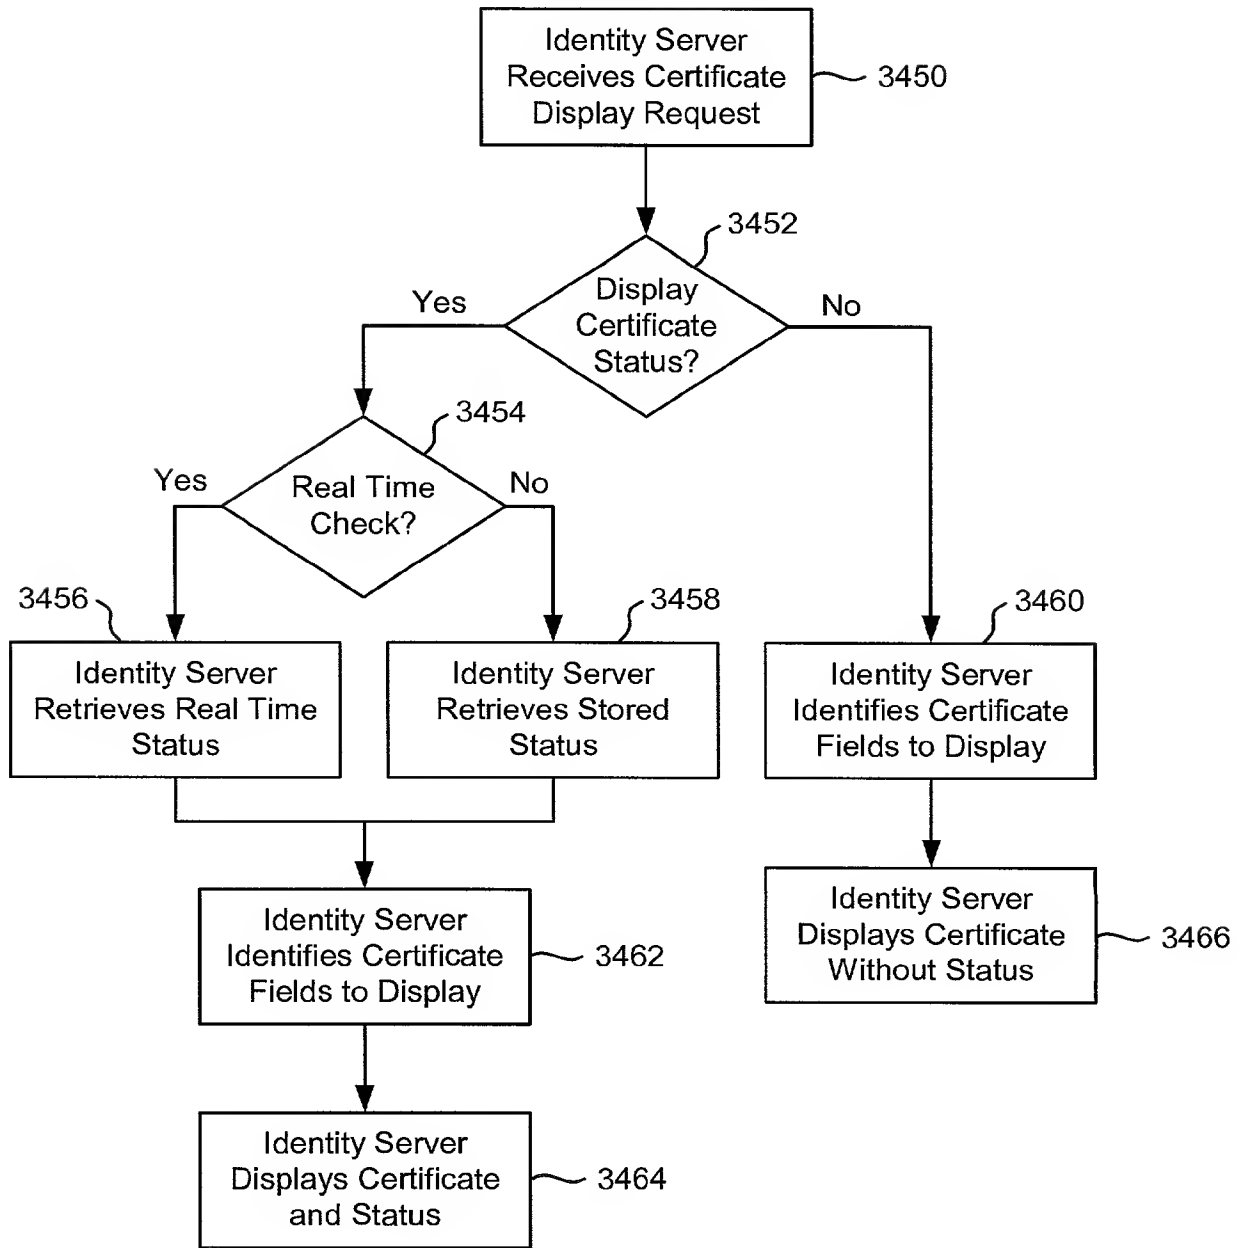 Identity Server
Receives Certificate
Display Request
3450
3452
Display
Certificate
Status?
Yes
No
3454
Real Time
Check?
Yes
No
3456
Identity Server
Retrieves Real Time
Status
3458
Identity Server
Retrieves Stored
Status
3460
Identity Server
Identifies Certificate
Fields to Display
Identity Server
Identifies Certificate
Fields to Display
3462
Identity Server
Displays Certificate
Without Status
3466
Identity Server
Displays Certificate
and Status
3464